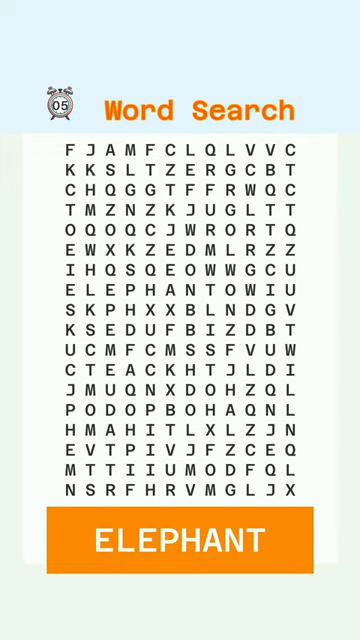 05
Word Search
F J A M F C L Q L V V C
K K S L T Z E R G C B T
C H Q G G T F F R W Q C
T M Z N Z K J U G L T T
O Q O Q C J W R O R T Q
E W X K Z E D M L R Z Z
I H Q S Q E O W W G C U
E L E P H A N T O W I U
S K P H X X B L N D G V
K S E D U F B I Z D B T
U C M F C M S S F V U W
C T E A C K H T J L D I
J M U Q N X D O H Z Q L
P O D O P B O H A Q N L
H M A H I T L X L Z J N
E V T P I V J F Z C E Q
M T T I I U M O D F Q L
N S R F H R V M G L J X
ELEPHANT